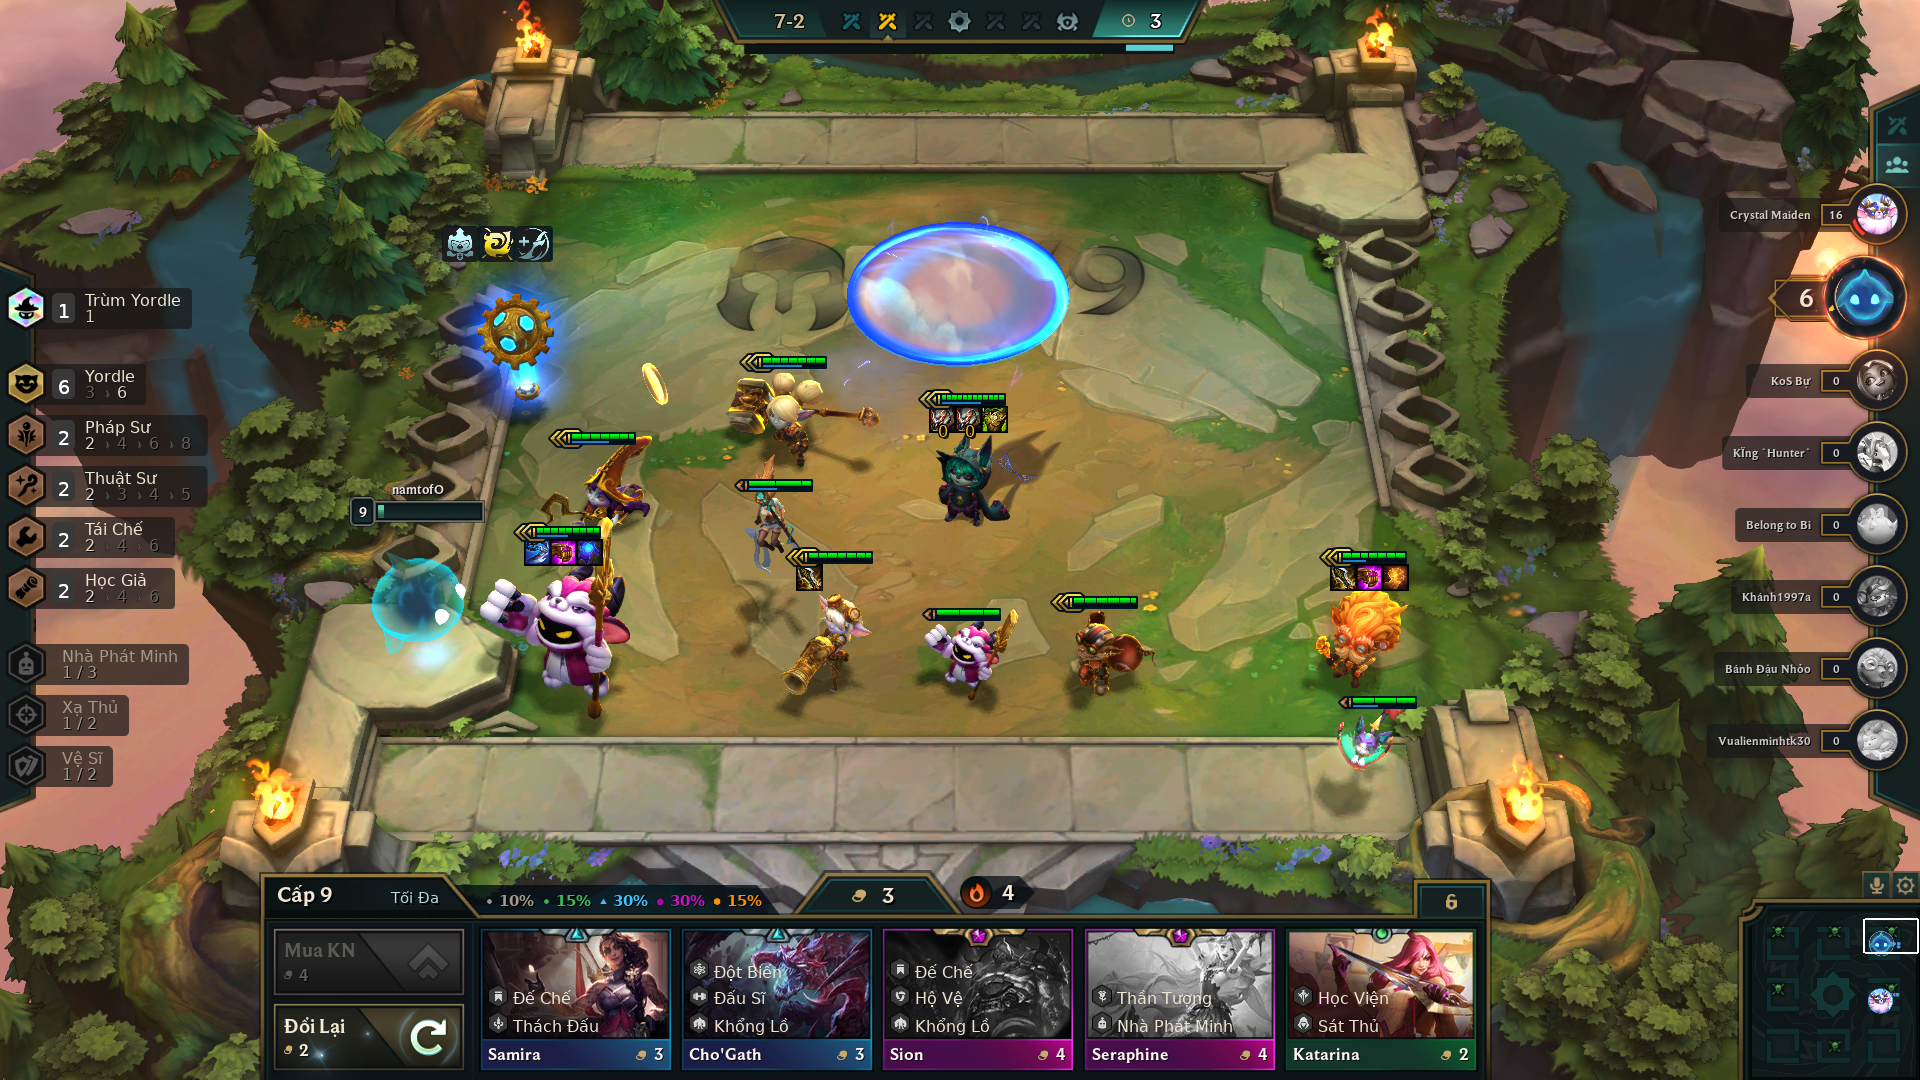 7-2
3
Crystal Maiden 16
6
KoS Bự 0
KĬng ˇHunterˇ 0
Belong to Bi 0
Khánh1997a 0
Bánh Đậu Nhỏo 0
Vualienminhtk30 0
1 Trùm Yordle
1
6 Yordle
3 › 6
2 Pháp Sư
2 › 4 › 6 › 8
2 Thuật Sư
2 › 3 › 4 › 5
2 Tái Chế
2 › 4 › 6
2 Học Giả
2 › 4 › 6
Nhà Phát Minh
1 / 3
Xạ Thủ
1 / 2
Vệ Sĩ
1 / 2
namtofO
9
0 0
Cấp 9 Tối Đa
10% 15% 30% 30% 15%
3
4
6
Mua KN
4
Đổi Lại
2
Đế Chế
Thách Đấu
Samira 3
Đột Biến
Đấu Sĩ
Khổng Lồ
Cho'Gath 3
Đế Chế
Hộ Vệ
Khổng Lồ
Sion 4
Thần Tượng
Nhà Phát Minh
Seraphine 4
Học Viện
Sát Thủ
Katarina 2